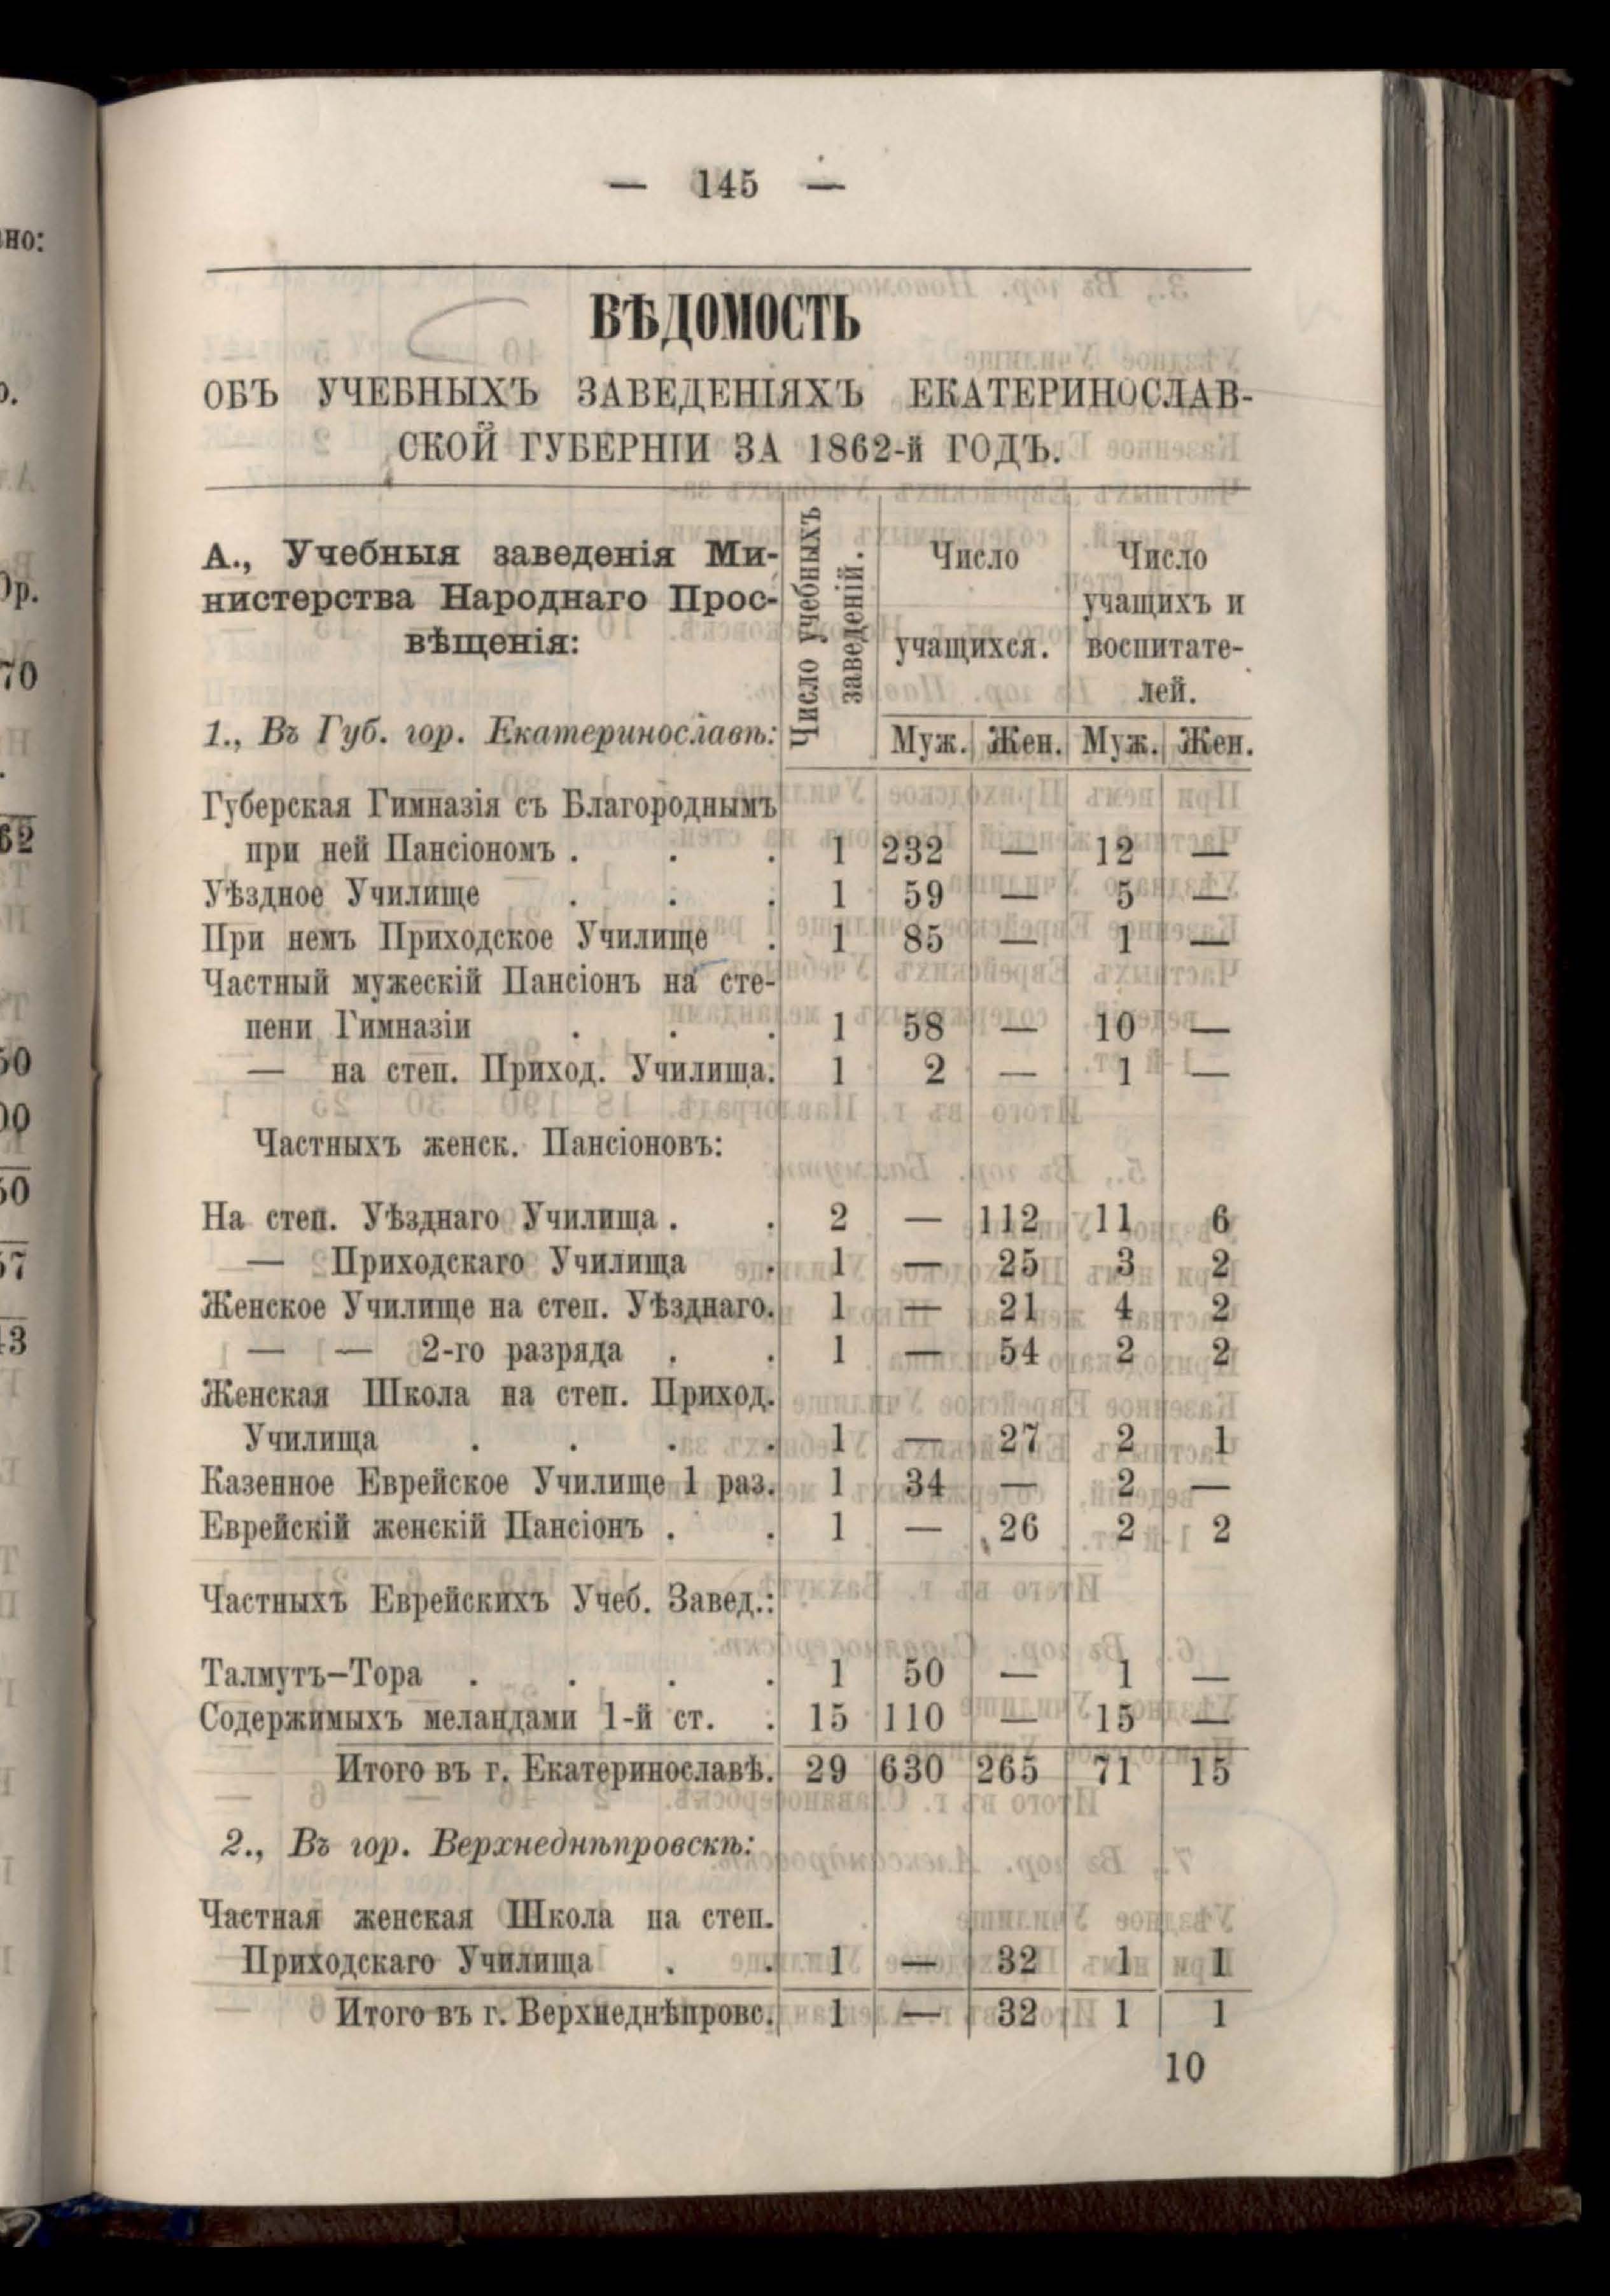 — 145 —
ВѢДОМОСТЬ
ОБЪ УЧЕБНЫХЪ ЗАВЕДЕНІЯХЪ ЕКАТЕРИНОСЛАВ-
СКОЙ ГУБЕРНІИ ЗА 1862-й ГОДЪ.
А., Учебныя заведенія Ми-
нистерства Народнаго Прос-
вѣщенія:
1., Въ Губ. гор. Екатеринославѣ:
Число учебныхъ
заведеній.
Число
учащихся.
Число
учащихъ и
воспитате-
лей.
Муж. Жен. Муж. Жен.
Губерская Гимназія съ Благороднымъ
при ней Пансіономъ . . . 1 232 — 12 —
Уѣздное Училище . . . 1 59 — 5 —
При немъ Приходское Училище . 1 85 — 1 —
Частный мужескій Пансіонъ на сте-
пени Гимназіи . . . 1 58 — 10 —
— на степ. Приход. Училища. 1 2 — 1 —
Частныхъ женск. Пансіоновъ:
На степ. Уѣзднаго Училища . . 2 — 112 11 6
— Приходскаго Училища . 1 — 25 3 2
Женское Училище на степ. Уѣзднаго. 1 — 21 4 2
— — 2-го разряда . . 1 — 54 2 2
Женская Школа на степ. Приход.
Училища . . . . 1 — 27 2 1
Казенное Еврейское Училище 1 раз. 1 34 — 2 —
Еврейскій женскій Пансіонъ . . 1 — 26 2 2
Частныхъ Еврейскихъ Учеб. Завед.:
Талмутъ-Тора . . . . 1 50 — 1 —
Содержимыхъ меландами 1-й ст. . 15 110 — 15 —
Итого въ г. Екатеринославѣ. 29 630 265 71 15
2., Въ гор. Верхнеднѣпровскѣ:
Частная женская Школа на степ.
Приходскаго Училища . . 1 — 32 1 1
Итого въ г. Верхнеднѣпровс. 1 — 32 1 1
10